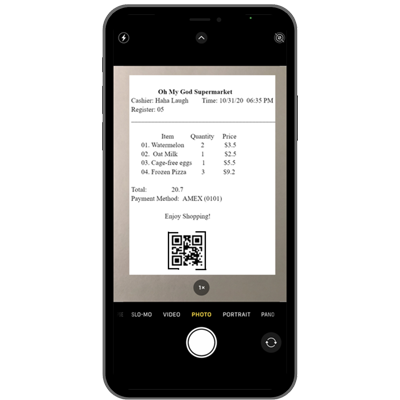 Oh My God Supermarket
Cashier: Haha Laugh Time: 10/31/20 06:35 PM
Register: 05
Item Quantity Price
01. Watermelon 2 $3.5
02. Oat Milk 1 $2.5
03. Cage-free eggs 1 $5.5
04. Frozen Pizza 3 $9.2
Total: 20.7
Payment Method: AMEX (0101)
Enjoy Shopping!
1×
SLO-MO VIDEO PHOTO PORTRAIT PANO